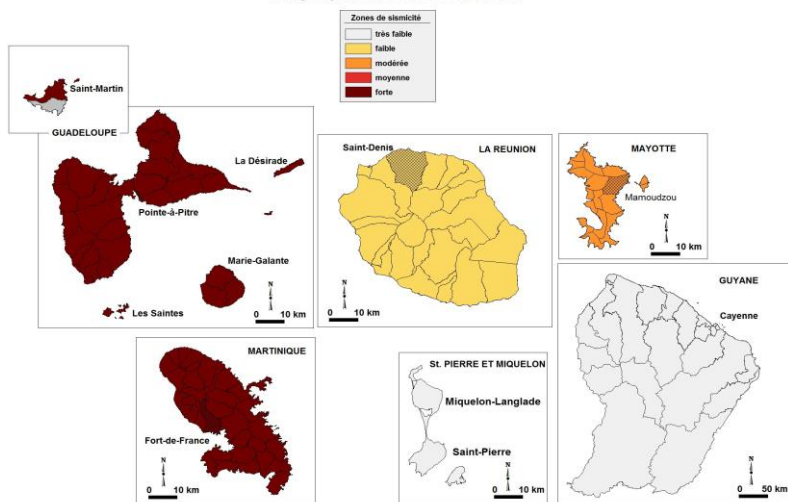 Zones de sismicité
très faible
faible
modérée
moyenne
forte
Saint-Martin
GUADELOUPE
La Désirade
Pointe-à-Pitre
Marie-Galante
Les Saintes
N
0 10 km
Saint-Denis
LA REUNION
N
0 10 km
MAYOTTE
Mamoudzou
N
0 10 km
MARTINIQUE
Fort-de-France
N
0 10 km
St. PIERRE ET MIQUELON
Miquelon-Langlade
Saint-Pierre
N
0 10 km
GUYANE
Cayenne
N
0 50 km